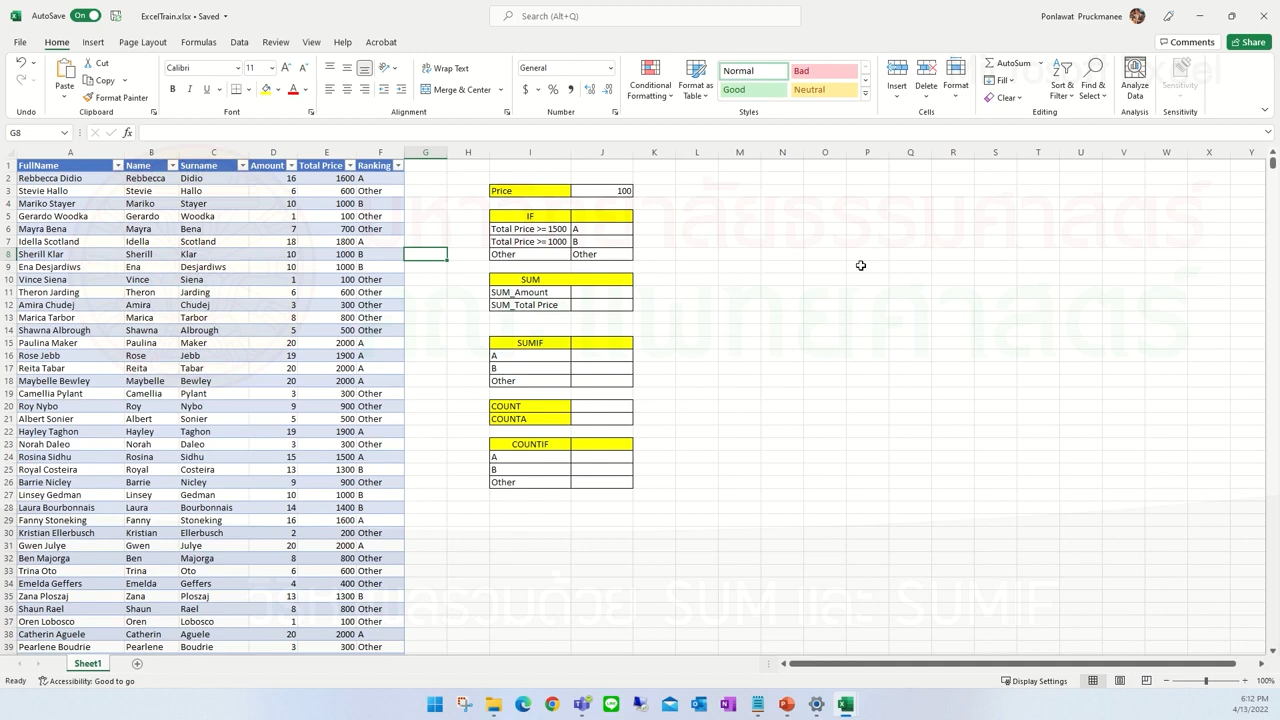 AutoSave On ExcelTrain.xlsx • Saved Search (Alt+Q) Ponlawat Pruckmanee
File Home Insert Page Layout Formulas Data Review View Help Acrobat Comments Share
Paste Cut Copy Format Painter
Calibri 11 B I U A
Wrap Text Merge & Center
General $ % ,
Conditional Formatting Format as Table Normal Bad Good Neutral
Insert Delete Format AutoSum Fill Clear Sort & Filter Find & Select Analyze Data Sensitivity
Undo Clipboard Font Alignment Number Styles Cells Editing Analysis Sensitivity
G8 fx
A B C D E F G H I J K L M N O P Q R S T U V W X Y
1 FullName Name Surname Amount Total Price Ranking
2 Rebbecca Didio Rebbecca Didio 16 1600 A
3 Stevie Hallo Stevie Hallo 6 600 Other Price 100
4 Mariko Stayer Mariko Stayer 10 1000 B
5 Gerardo Woodka Gerardo Woodka 1 100 Other IF
6 Mayra Bena Mayra Bena 7 700 Other Total Price >= 1500 A
7 Idella Scotland Idella Scotland 18 1800 A Total Price >= 1000 B
8 Sherill Klar Sherill Klar 10 1000 B Other Other
9 Ena Desjardiws Ena Desjardiws 10 1000 B
10 Vince Siena Vince Siena 1 100 Other SUM
11 Theron Jarding Theron Jarding 6 600 Other SUM_Amount
12 Amira Chudej Amira Chudej 3 300 Other SUM_Total Price
13 Marica Tarbor Marica Tarbor 8 800 Other
14 Shawna Albrough Shawna Albrough 5 500 Other
15 Paulina Maker Paulina Maker 20 2000 A SUMIF
16 Rose Jebb Rose Jebb 19 1900 A A
17 Reita Tabar Reita Tabar 20 2000 A B
18 Maybelle Bewley Maybelle Bewley 20 2000 A Other
19 Camellia Pylant Camellia Pylant 3 300 Other
20 Roy Nybo Roy Nybo 9 900 Other COUNT
21 Albert Sonier Albert Sonier 5 500 Other COUNTA
22 Hayley Taghon Hayley Taghon 19 1900 A
23 Norah Daleo Norah Daleo 3 300 Other COUNTIF
24 Rosina Sidhu Rosina Sidhu 15 1500 A A
25 Royal Costeira Royal Costeira 13 1300 B B
26 Barrie Nicley Barrie Nicley 9 900 Other Other
27 Linsey Gedman Linsey Gedman 10 1000 B
28 Laura Bourbonnais Laura Bourbonnais 14 1400 B
29 Fanny Stoneking Fanny Stoneking 16 1600 A
30 Kristian Ellerbusch Kristian Ellerbusch 2 200 Other
31 Gwen Julye Gwen Julye 20 2000 A
32 Ben Majorga Ben Majorga 8 800 Other
33 Trina Oto Trina Oto 6 600 Other
34 Emelda Geffers Emelda Geffers 4 400 Other
35 Zana Ploszaj Zana Ploszaj 13 1300 B
36 Shaun Rael Shaun Rael 8 800 Other
37 Oren Lobosco Oren Lobosco 1 100 Other
38 Catherin Aguele Catherin Aguele 20 2000 A
39 Pearlene Boudrie Pearlene Boudrie 3 300 Other
SUM และ SUMIF
Sheet1
Ready Accessibility: Good to go Display Settings 100%
6:12 PM
4/13/2022